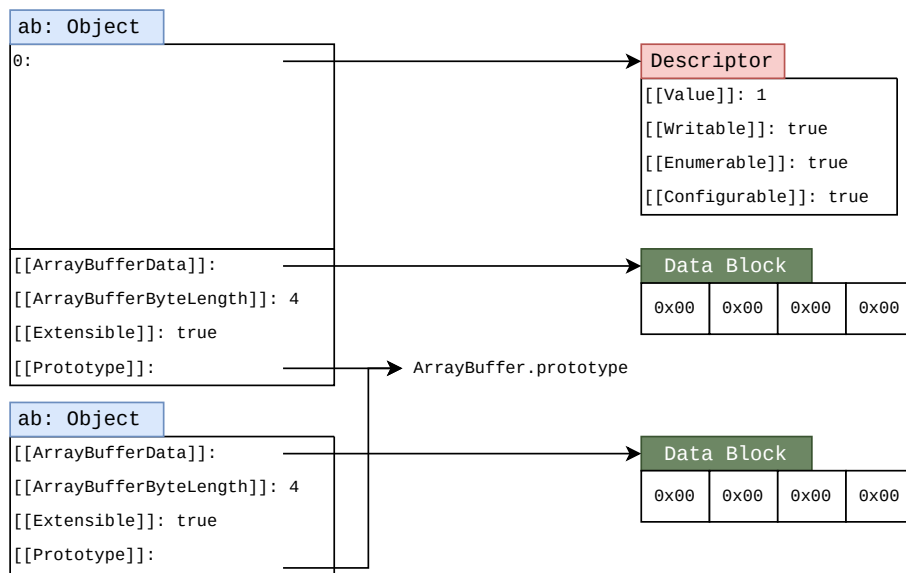 ab: Object
0:
Descriptor
[[Value]]: 1
[[Writable]]: true
[[Enumerable]]: true
[[Configurable]]: true
[[ArrayBufferData]]:
Data Block
[[ArrayBufferByteLength]]: 4
0x00 0x00 0x00 0x00
[[Extensible]]: true
[[Prototype]]:
ArrayBuffer.prototype
ab: Object
[[ArrayBufferData]]:
Data Block
[[ArrayBufferByteLength]]: 4
0x00 0x00 0x00 0x00
[[Extensible]]: true
[[Prototype]]: